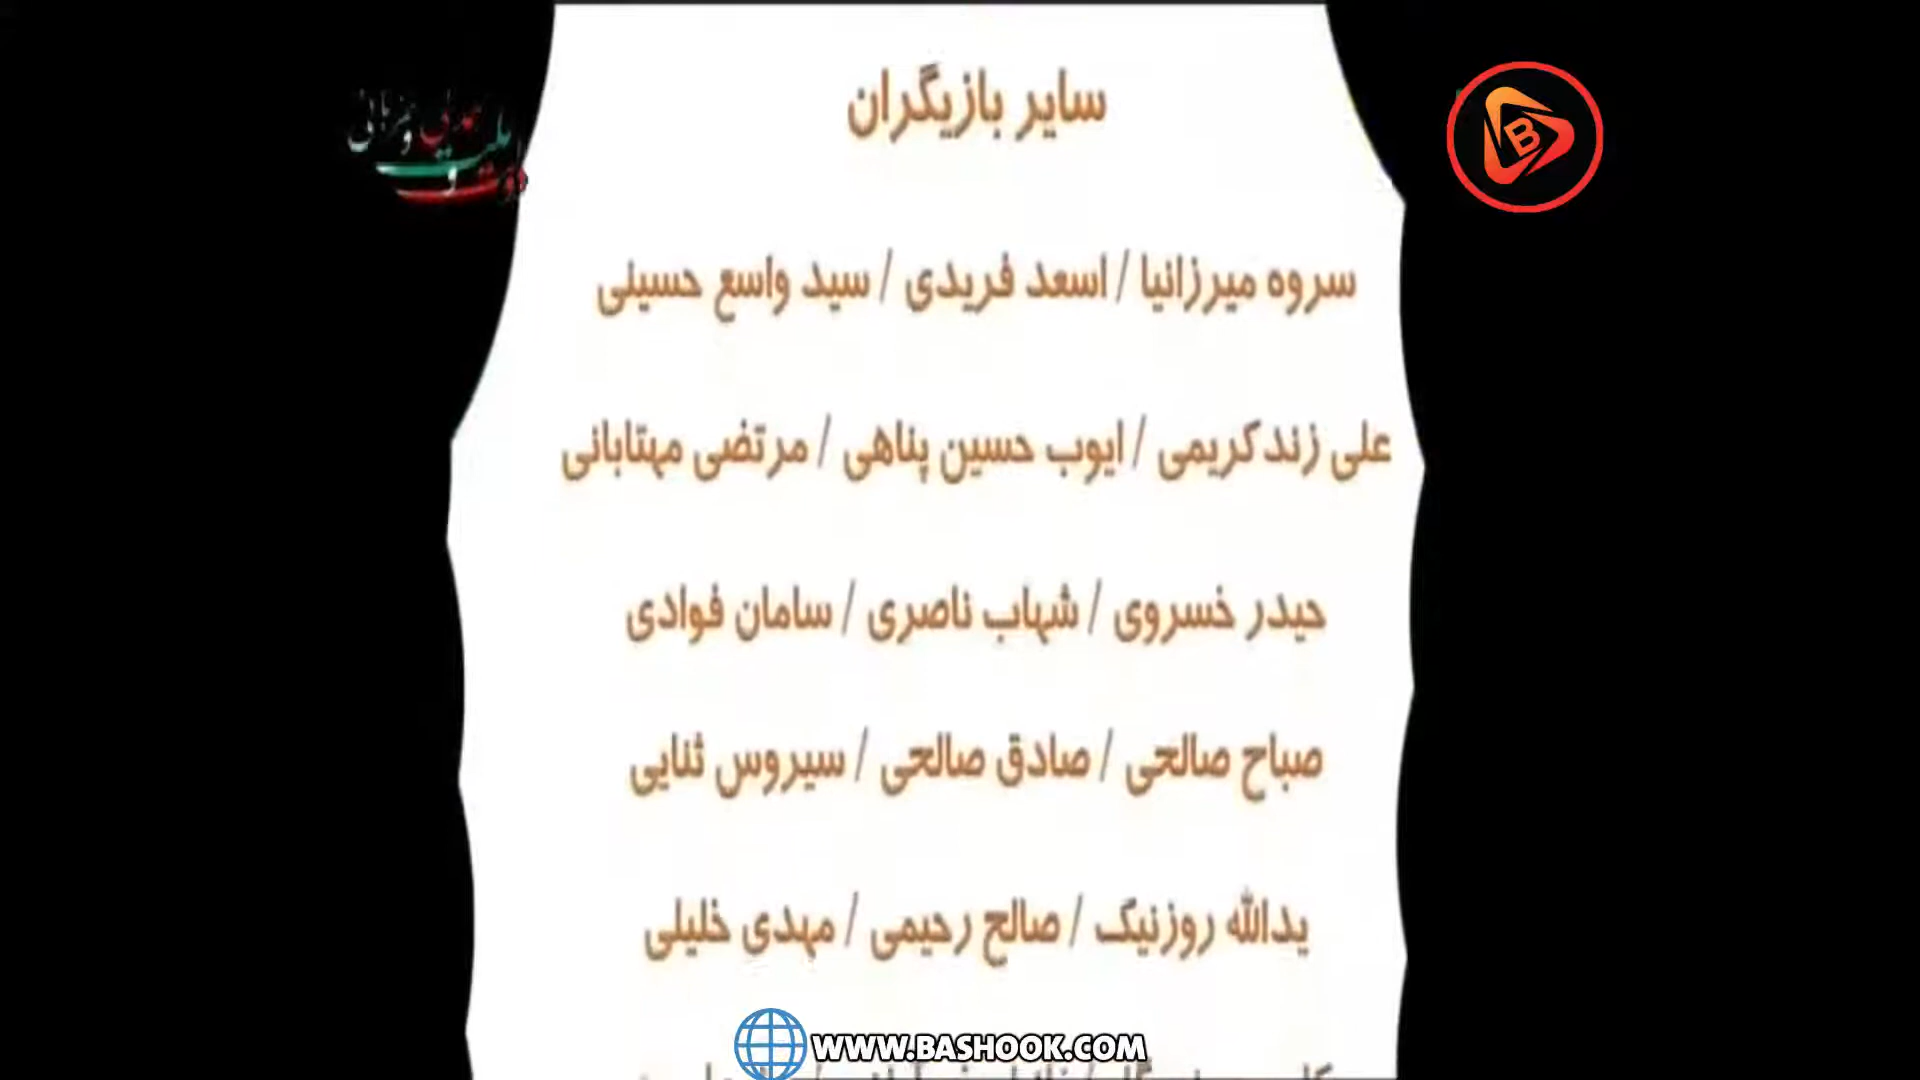 سایر بازیگران
سروه میرزانیا / اسعد فریدی / سید واسع حسینی
علی زندکریمی / ایوب حسین پناهی / مرتضی مهتابانی
حیدر خسروی / شهاب ناصری / سامان فوادی
صباح صالحی / صادق صالحی / سیروس ثنایی
یدالله روزنیک / صالح رحیمی / مهدی خلیلی
WWW.BASHOOK.COM
B